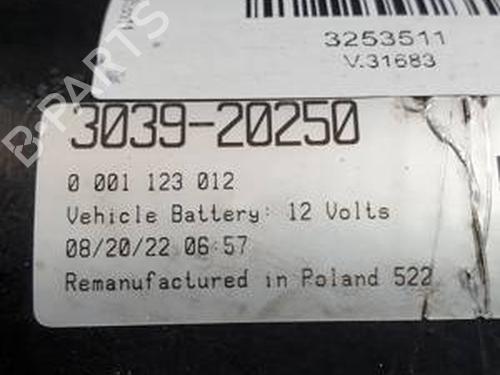 3253511
V.31683
3039-20250
0 001 123 012
Vehicle Battery: 12 Volts
08/20/22 06:57
Remanufactured in Poland 522